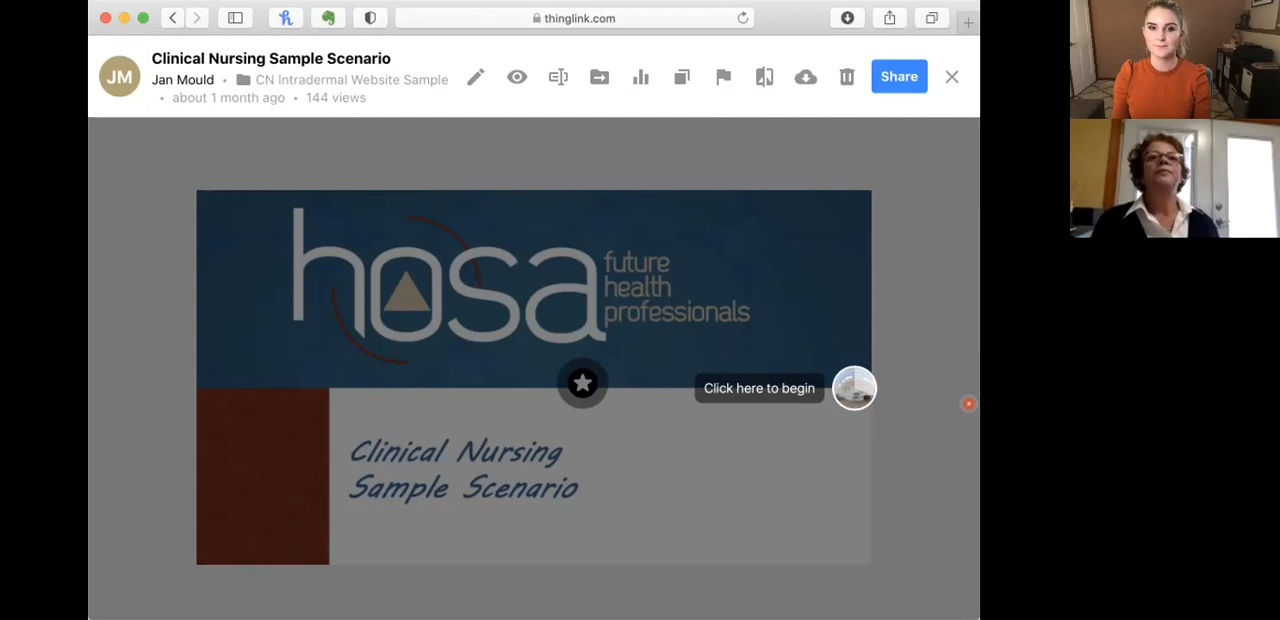 thinglink.com
JM
Clinical Nursing Sample Scenario
Jan Mould • CN Intradermal Website Sample
• about 1 month ago • 144 views
Share
hosa
future
health
professionals
Click here to begin
Clinical Nursing
Sample Scenario